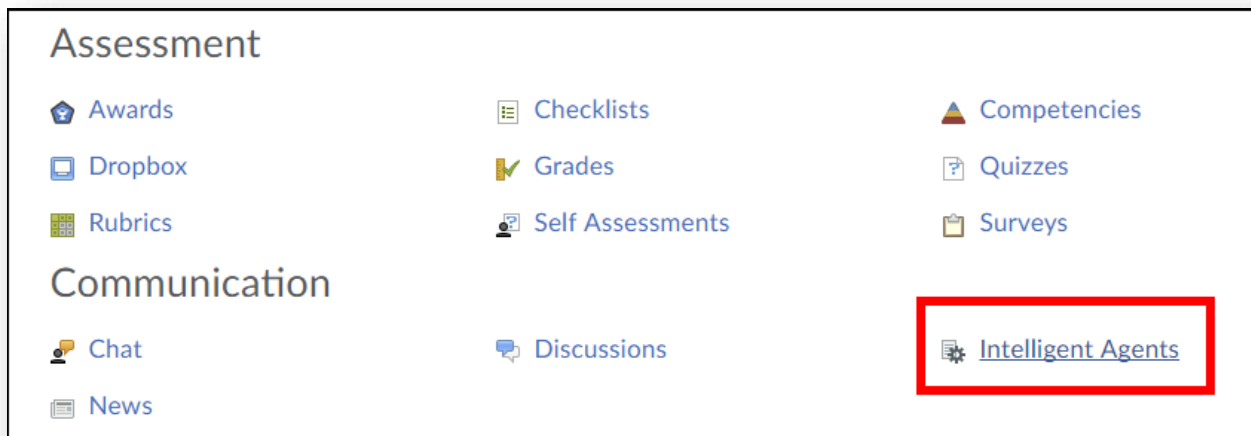 Assessment
Awards Checklists Competencies
Dropbox Grades Quizzes
Rubrics Self Assessments Surveys
Communication
Chat Discussions Intelligent Agents
News